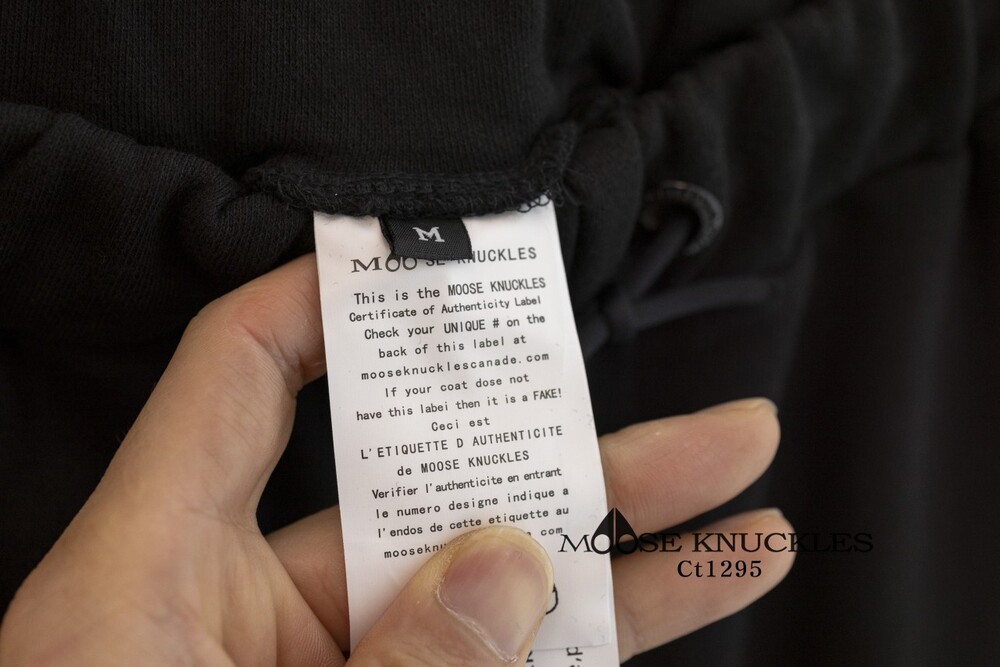 M
MOOSE KNUCKLES
This is the MOOSE KNUCKLES
Certificate of Authenticity Label
Check your UNIQUE # on the
back of this label at
mooseknucklescanade.com
If your coat dose not
have this labei then it is a FAKE!
Ceci est
L'ETIQUETTE D AUTHENTICITE
de MOOSE KNUCKLES
Verifier l'authenticite en entrant
le numero designe indique a
l'endos de cette etiquette au
com
MOOSE KNUCKLES
Ct1295